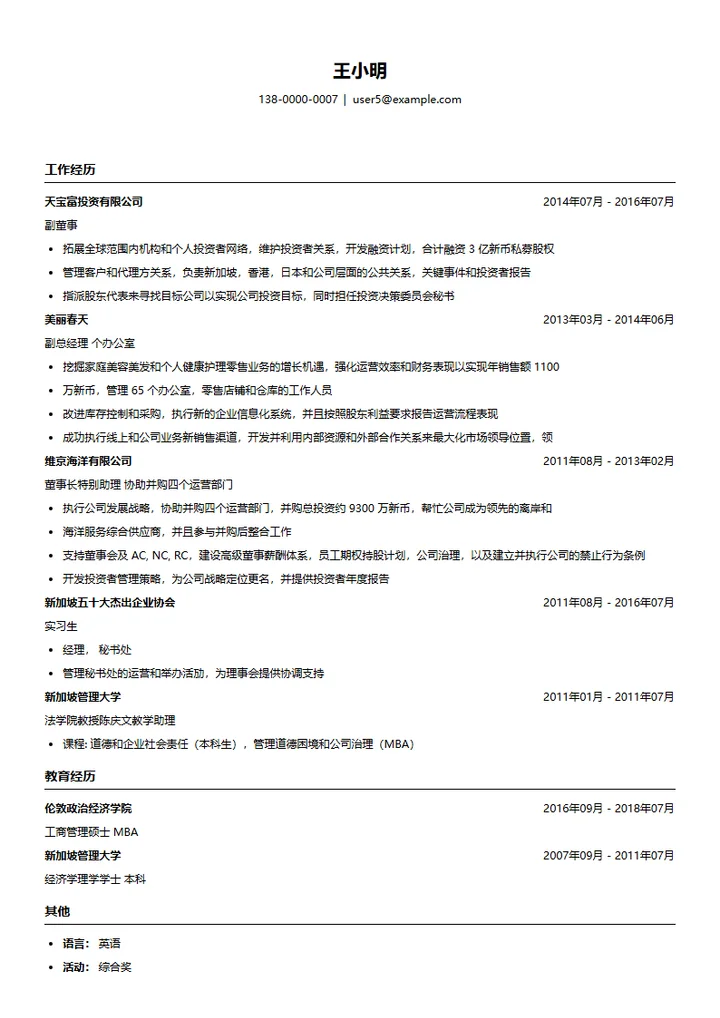 王小明
138-0000-0007 | user5@example.com
工作经历
天宝富投资有限公司 2014年07月 - 2016年07月
副董事
• 拓展全球范围内机构和个人投资者网络，维护投资者关系，开发融资计划，合计融资 3 亿新币私募股权
• 管理客户和代理方关系，负责新加坡，香港，日本和公司层面的公共关系，关键事件和投资者报告
• 指派股东代表来寻找目标公司以实现公司投资目标，同时担任投资决策委员会秘书
美丽春天 2013年03月 - 2014年06月
副总经理 个办公室
• 挖掘家庭美容美发和个人健康护理零售业务的增长机遇，强化运营效率和财务表现以实现年销售额 1100
• 万新币，管理 65 个办公室，零售店铺和仓库的工作人员
• 改进库存控制和采购，执行新的企业信息化系统，并且按照股东利益要求报告运营流程表现
• 成功执行线上和公司业务新销售渠道，开发并利用内部资源和外部合作关系来最大化市场领导位置，领
维京海洋有限公司 2011年08月 - 2013年02月
董事长特别助理 协助并购四个运营部门
• 执行公司发展战略，协助并购四个运营部门，并购总投资约 9300 万新币，帮忙公司成为领先的离岸和
• 海洋服务综合供应商，并且参与并购后整合工作
• 支持董事会及 AC, NC, RC，建设高级董事薪酬体系，员工期权持股计划，公司治理，以及建立并执行公司的禁止行为条例
• 开发投资者管理策略，为公司战略定位更名，并提供投资者年度报告
新加坡五十大杰出企业协会 2011年08月 - 2016年07月
实习生
• 经理， 秘书处
• 管理秘书处的运营和举办活动，为理事会提供协调支持
新加坡管理大学 2011年01月 - 2011年07月
法学院教授陈庆文教学助理
• 课程: 道德和企业社会责任（本科生），管理道德困境和公司治理（MBA）
教育经历
伦敦政治经济学院 2016年09月 - 2018年07月
工商管理硕士 MBA
新加坡管理大学 2007年09月 - 2011年07月
经济学理学学士 本科
其他
• 语言： 英语
• 活动： 综合奖